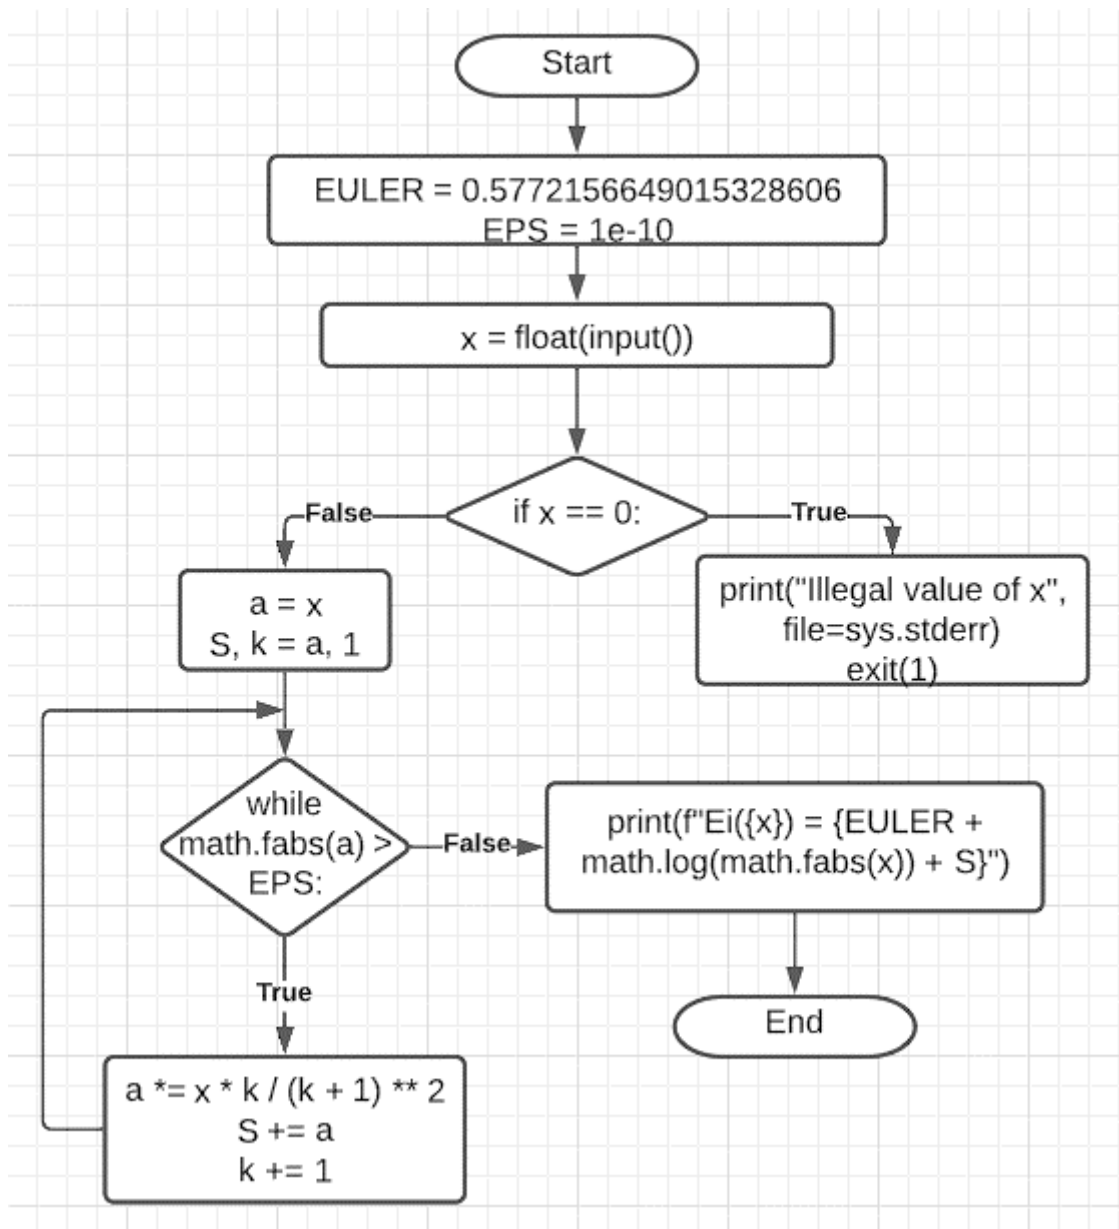 Start
EULER = 0.5772156649015328606
EPS = 1e-10
x = float(input())
if x == 0:
False
True
a = x
S, k = a, 1
print("Illegal value of x",
file=sys.stderr)
exit(1)
while
math.fabs(a) >
EPS:
False
print(f"Ei({x}) = {EULER +
math.log(math.fabs(x)) + S}")
True
End
a *= x * k / (k + 1) ** 2
S += a
k += 1